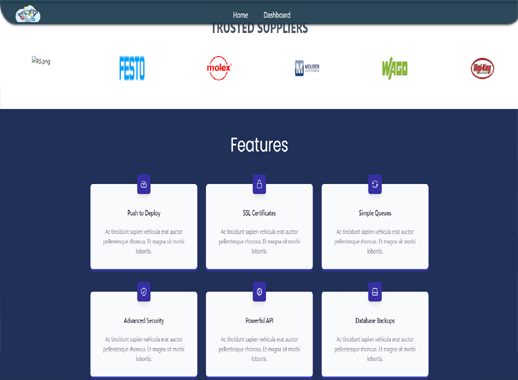 Home Dashboard
TRUSTED SUPPLIERS
RS.png FESTO molex MOUSER WAGO Digi-Key
Features
Push to Deploy SSL Certificates Simple Queues
Ac tincidunt sapien vehicula erat auctor Ac tincidunt sapien vehicula erat auctor Ac tincidunt sapien vehicula erat auctor
pellentesque rhoncus. Et magna sit morbi pellentesque rhoncus. Et magna sit morbi pellentesque rhoncus. Et magna sit morbi
lobortis. lobortis. lobortis.
Advanced Security Powerful API Database Backups
Ac tincidunt sapien vehicula erat auctor Ac tincidunt sapien vehicula erat auctor Ac tincidunt sapien vehicula erat auctor
pellentesque rhoncus. Et magna sit morbi pellentesque rhoncus. Et magna sit morbi pellentesque rhoncus. Et magna sit morbi
lobortis. lobortis. lobortis.